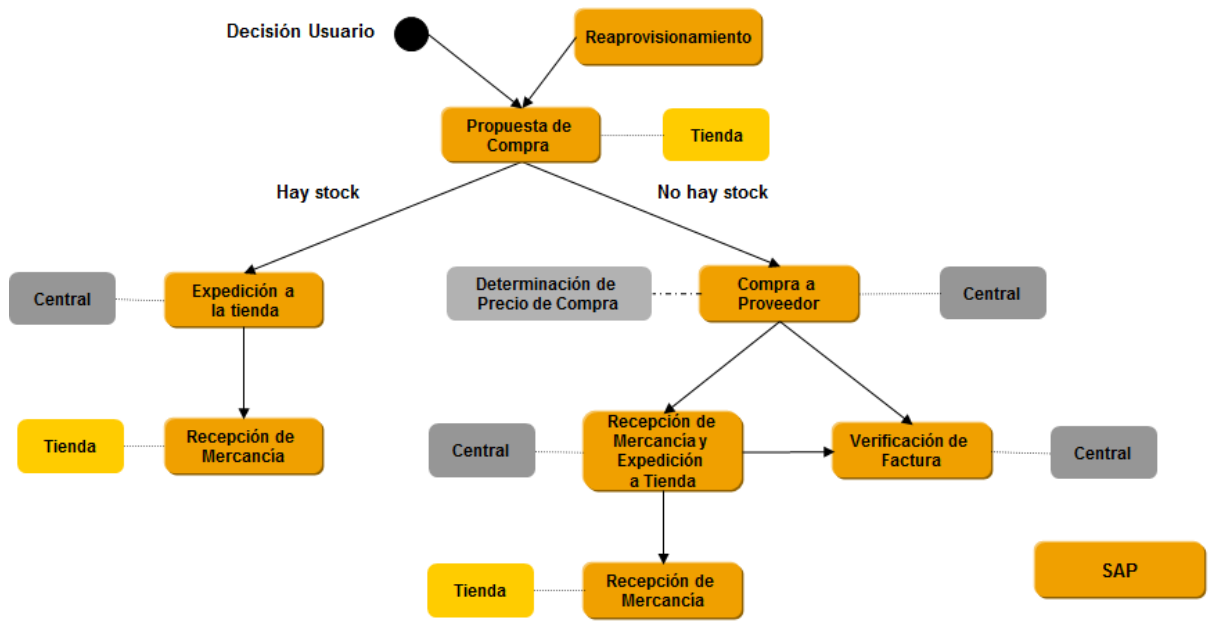 Decisión Usuario
Reaprovisionamiento
Propuesta de
Compra
Tienda
Hay stock
No hay stock
Central
Expedición a
la tienda
Determinación de
Precio de Compra
Compra a
Proveedor
Central
Tienda
Recepción de
Mercancía
Central
Recepción de
Mercancía y
Expedición
a Tienda
Verificación de
Factura
Central
Tienda
Recepción de
Mercancía
SAP